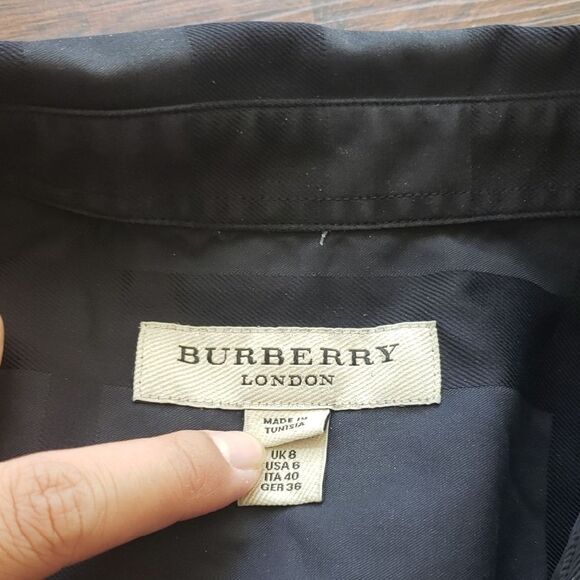 BURBERRY
LONDON
MADE IN
TUNISIA
UK 8
USA 6
ITA 40
GER 36